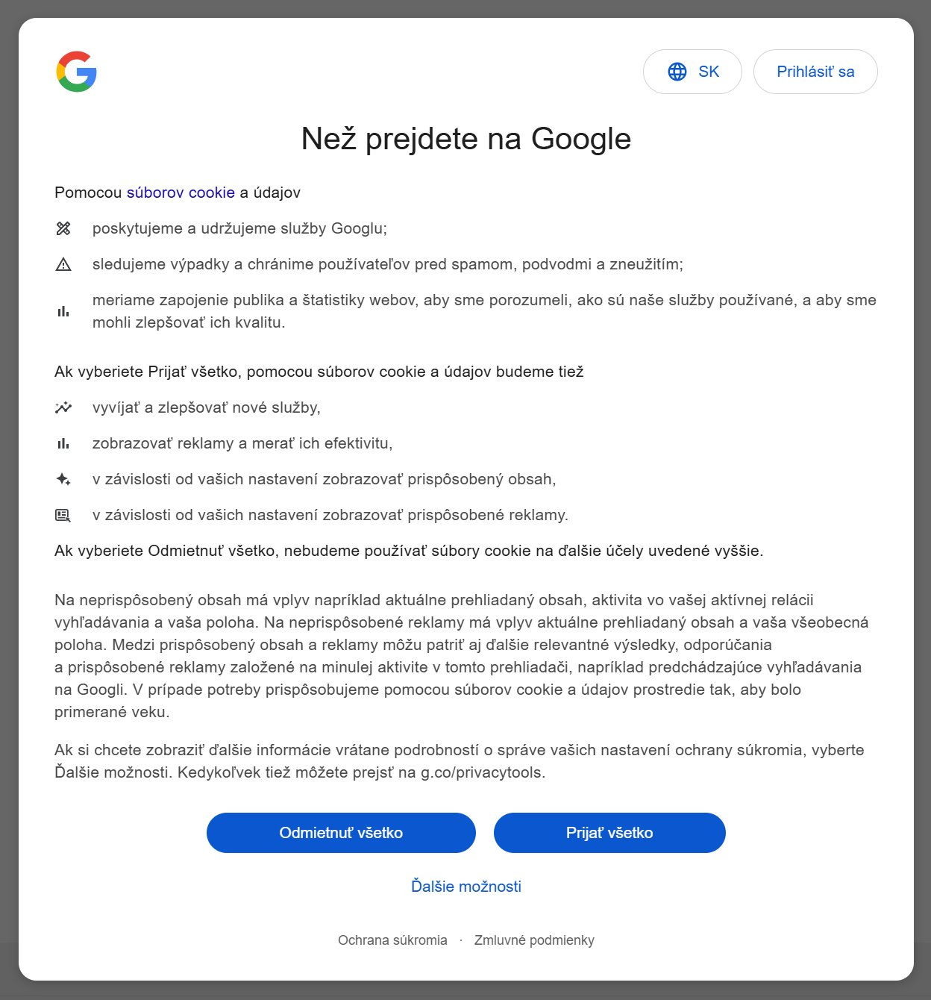 SK
Prihlásiť sa
Než prejdete na Google
Pomocou súborov cookie a údajov
poskytujeme a udržujeme služby Googlu;
sledujeme výpadky a chránime používateľov pred spamom, podvodmi a zneužitím;
meriame zapojenie publika a štatistiky webov, aby sme porozumeli, ako sú naše služby používané, a aby sme
mohli zlepšovať ich kvalitu.
Ak vyberiete Prijať všetko, pomocou súborov cookie a údajov budeme tiež
vyvíjať a zlepšovať nové služby,
zobrazovať reklamy a merať ich efektivitu,
v závislosti od vašich nastavení zobrazovať prispôsobený obsah,
v závislosti od vašich nastavení zobrazovať prispôsobené reklamy.
Ak vyberiete Odmietnuť všetko, nebudeme používať súbory cookie na ďalšie účely uvedené vyššie.
Na neprispôsobený obsah má vplyv napríklad aktuálne prehliadaný obsah, aktivita vo vašej aktívnej relácii
vyhľadávania a vaša poloha. Na neprispôsobené reklamy má vplyv aktuálne prehliadaný obsah a vaša všeobecná
poloha. Medzi prispôsobený obsah a reklamy môžu patriť aj ďalšie relevantné výsledky, odporúčania
a prispôsobené reklamy založené na minulej aktivite v tomto prehliadači, napríklad predchádzajúce vyhľadávania
na Googli. V prípade potreby prispôsobujeme pomocou súborov cookie a údajov prostredie tak, aby bolo
primerané veku.
Ak si chcete zobraziť ďalšie informácie vrátane podrobností o správe vašich nastavení ochrany súkromia, vyberte
Ďalšie možnosti. Kedykoľvek tiež môžete prejsť na g.co/privacytools.
Odmietnuť všetko
Prijať všetko
Ďalšie možnosti
Ochrana súkromia · Zmluvné podmienky